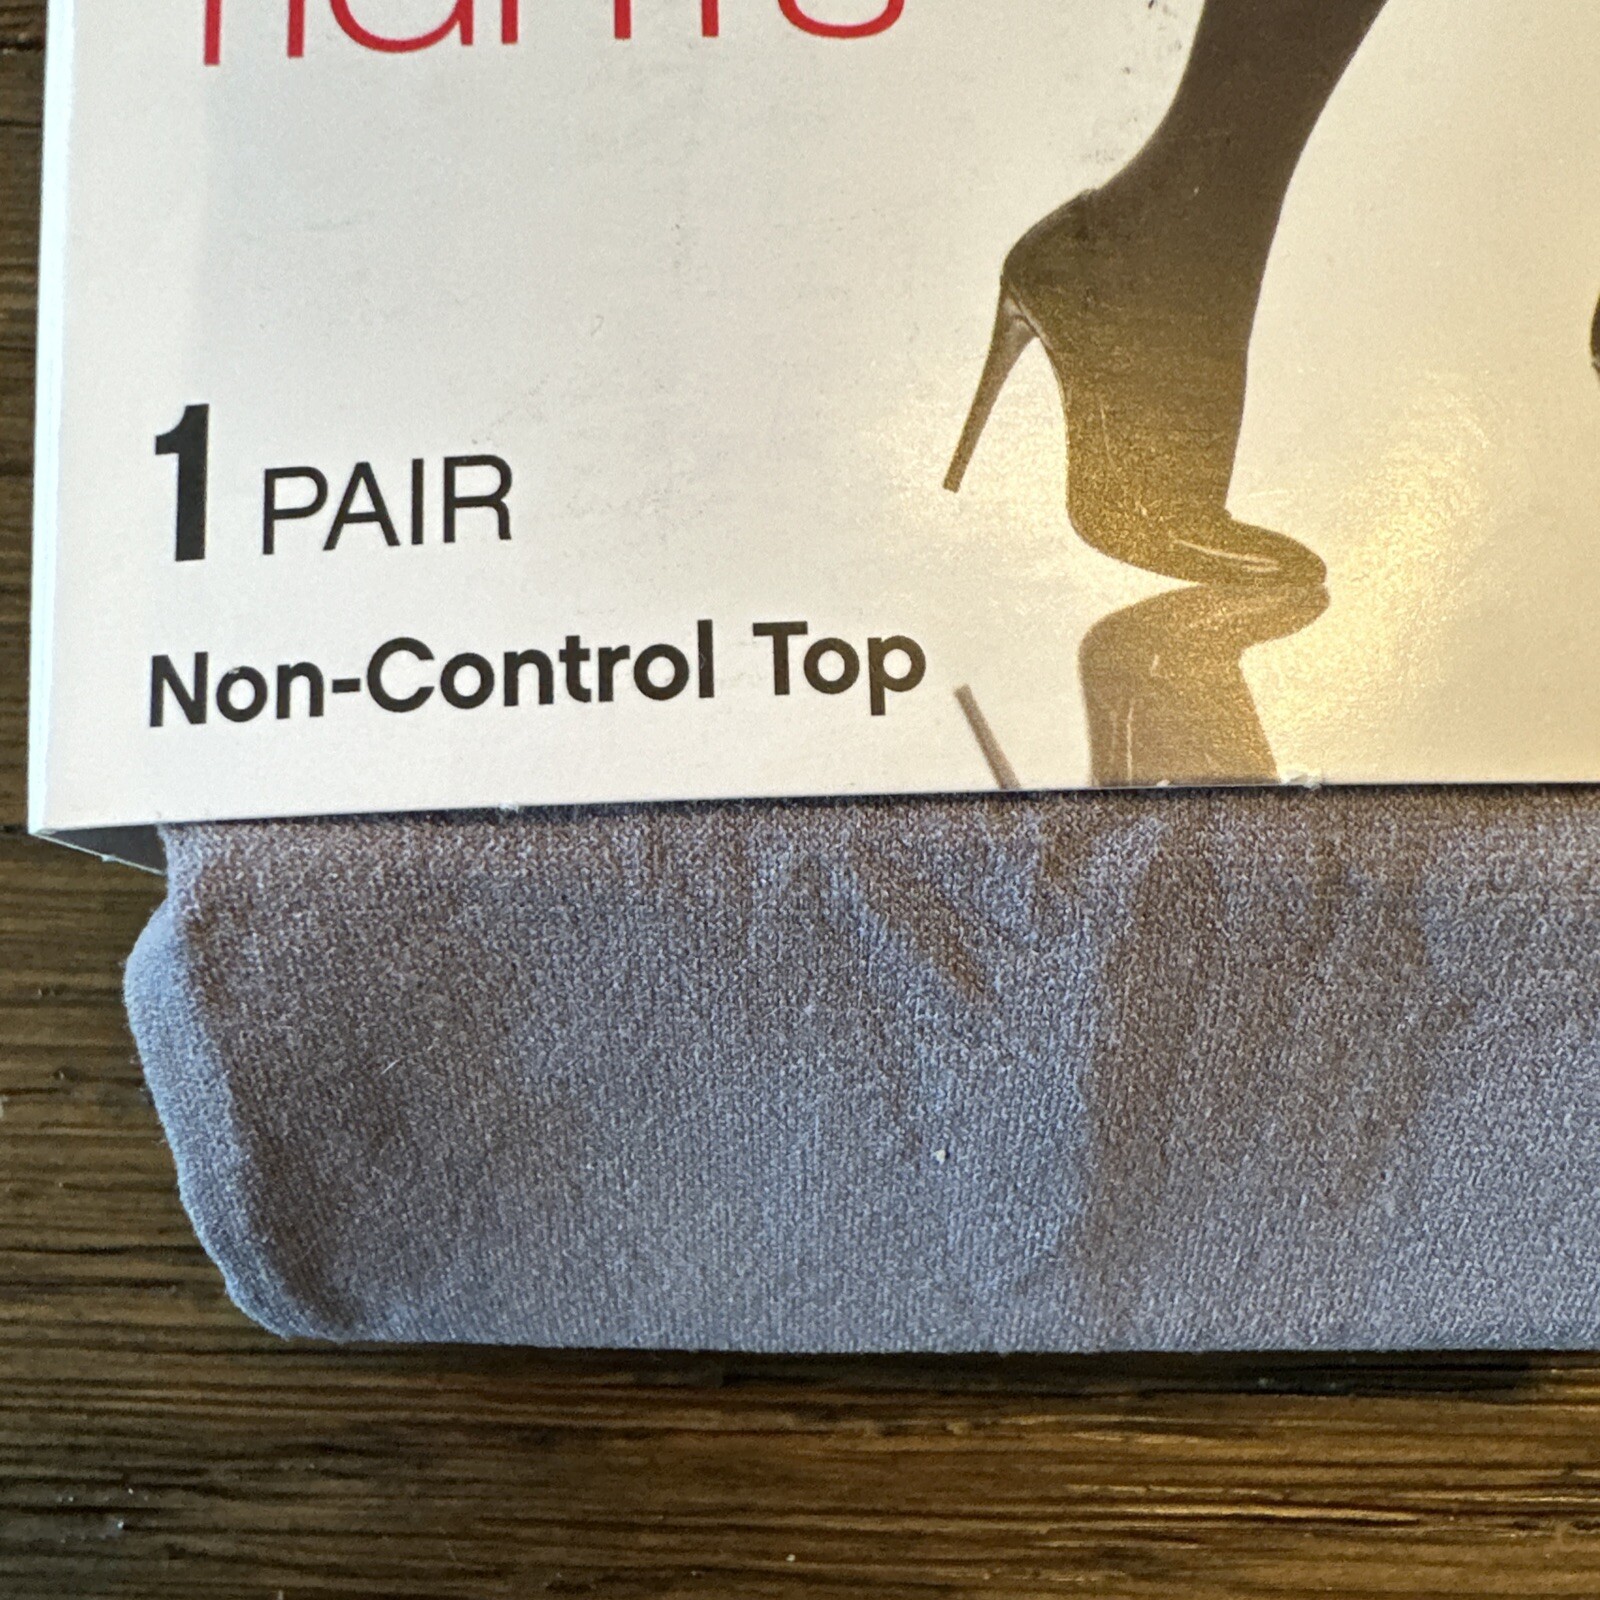 1 PAIR
Non-Control Top